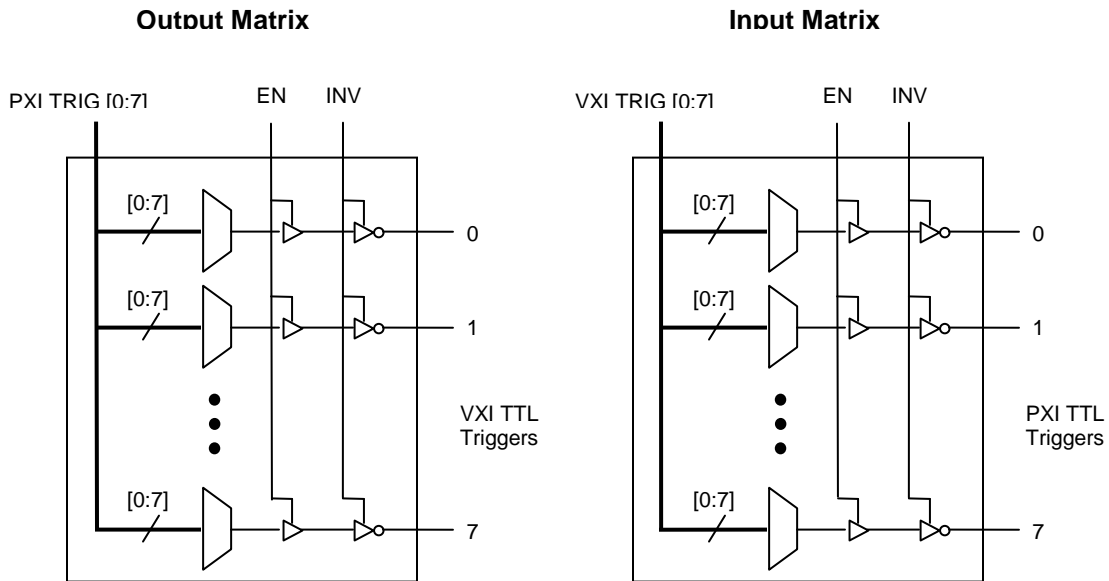 Output Matrix
PXI TRIG [0:7]
EN
INV
[0:7]
0
[0:7]
1
VXI TTL
Triggers
[0:7]
7
Input Matrix
VXI TRIG [0:7]
EN
INV
[0:7]
0
[0:7]
1
PXI TTL
Triggers
[0:7]
7